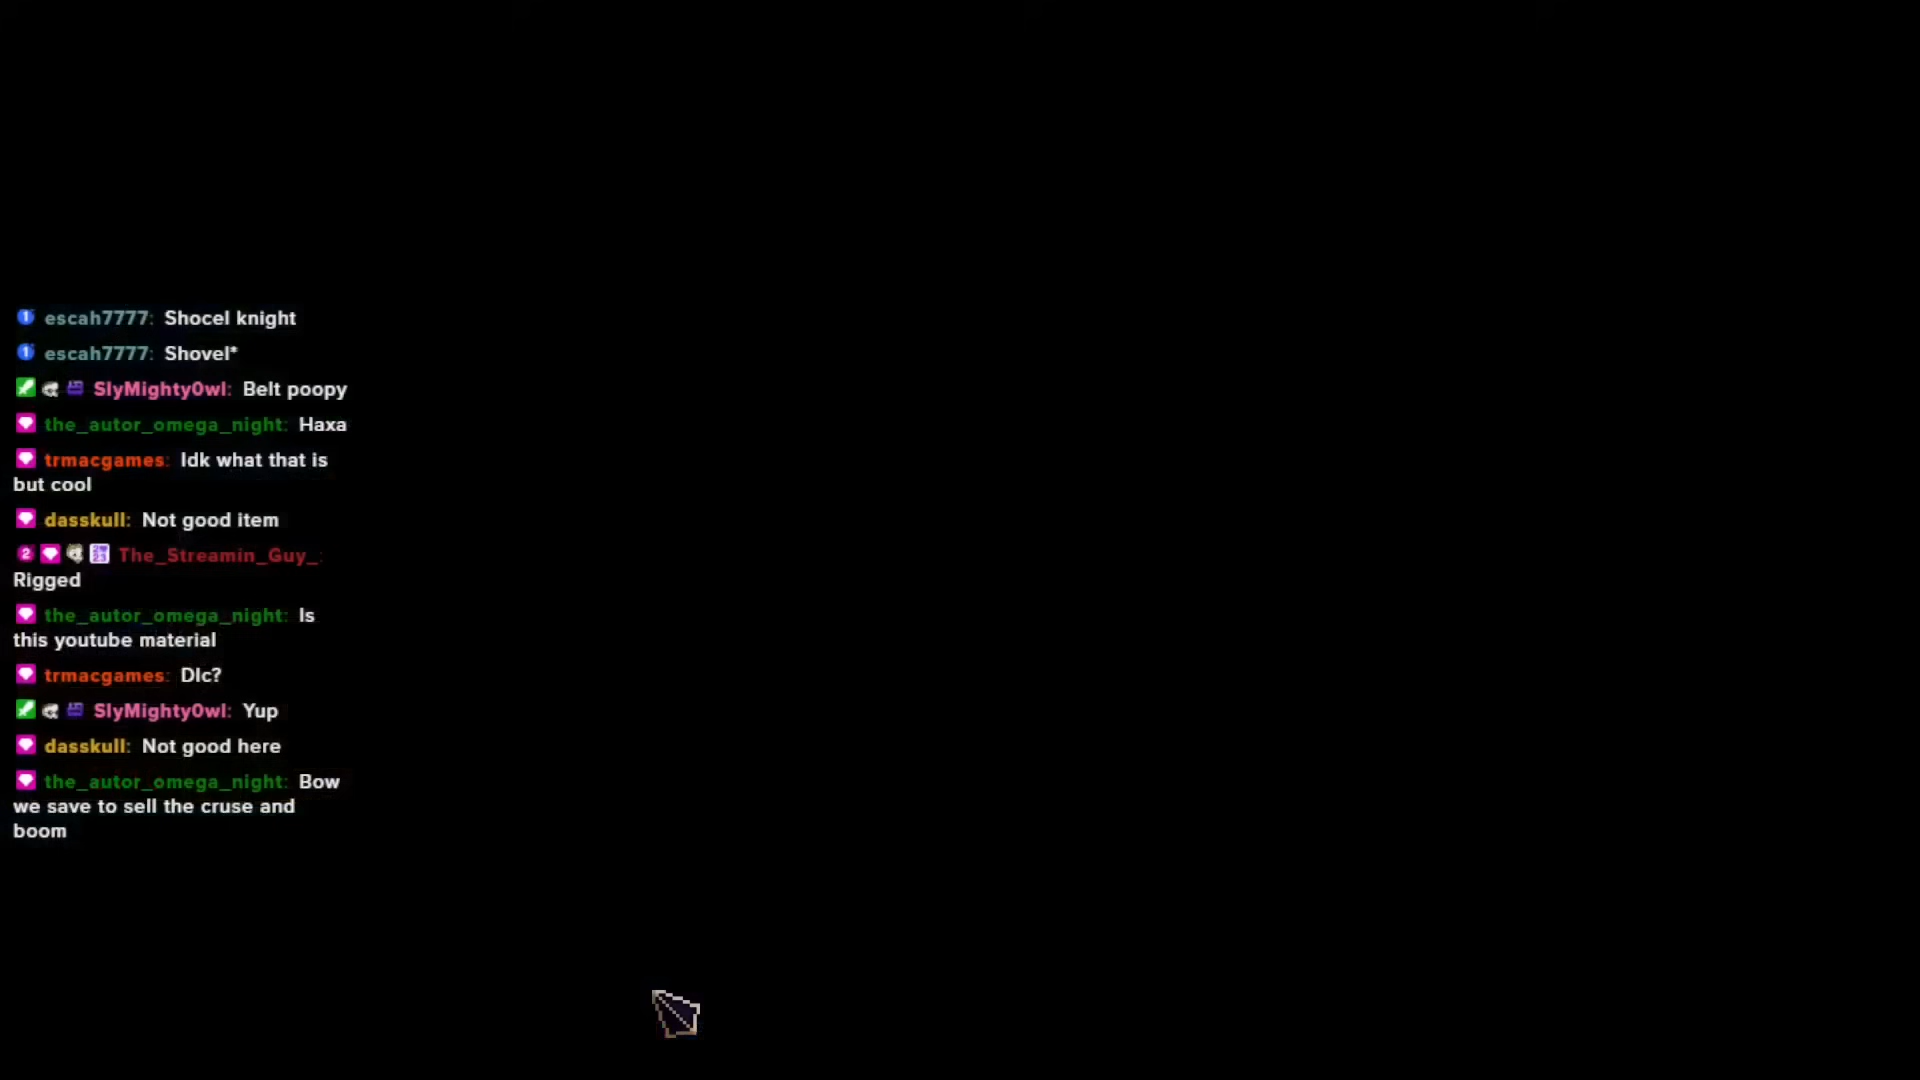 escah7777: Shocel knight
escah7777: Shovel*
SlyMighty0wl: Belt poopy
the_autor_omega_night: Haxa
trmacgames: Idk what that is
but cool
dasskull: Not good item
The_Streamin_Guy_:
Rigged
the_autor_omega_night: Is
this youtube material
trmacgames: Dlc?
SlyMighty0wl: Yup
dasskull: Not good here
the_autor_omega_night: Bow
we save to sell the cruse and
boom